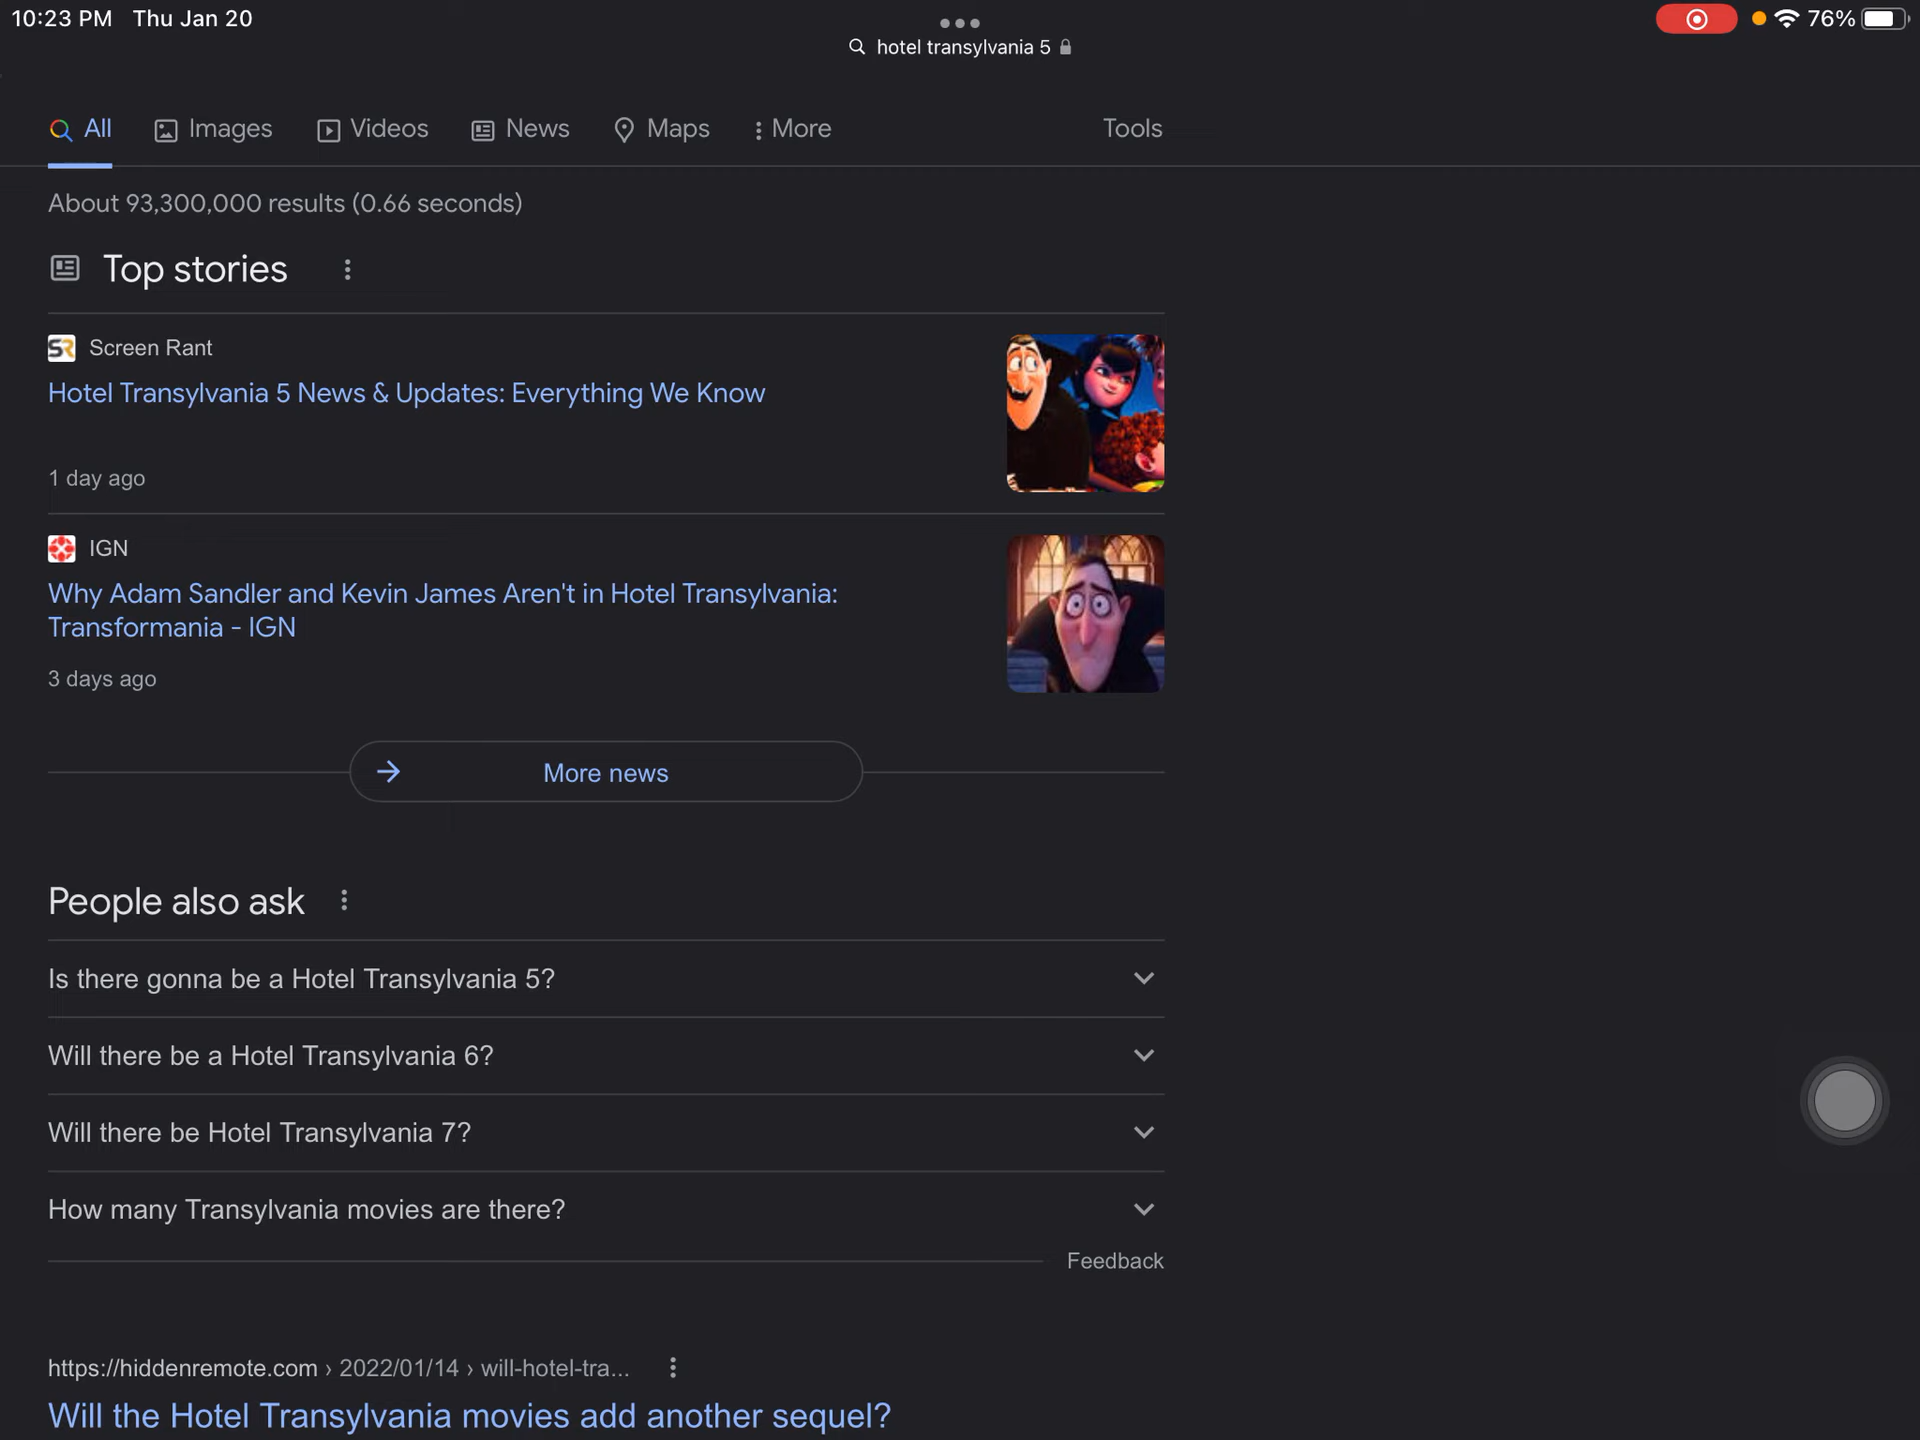 10:23 PM Thu Jan 20
76%
hotel transylvania 5
All Images Videos News Maps More Tools
About 93,300,000 results (0.66 seconds)
Top stories
SR Screen Rant
Hotel Transylvania 5 News & Updates: Everything We Know
1 day ago
IGN
Why Adam Sandler and Kevin James Aren't in Hotel Transylvania:
Transformania - IGN
3 days ago
More news
People also ask
Is there gonna be a Hotel Transylvania 5?
Will there be a Hotel Transylvania 6?
Will there be Hotel Transylvania 7?
How many Transylvania movies are there?
Feedback
https://hiddenremote.com › 2022/01/14 › will-hotel-tra...
Will the Hotel Transylvania movies add another sequel?